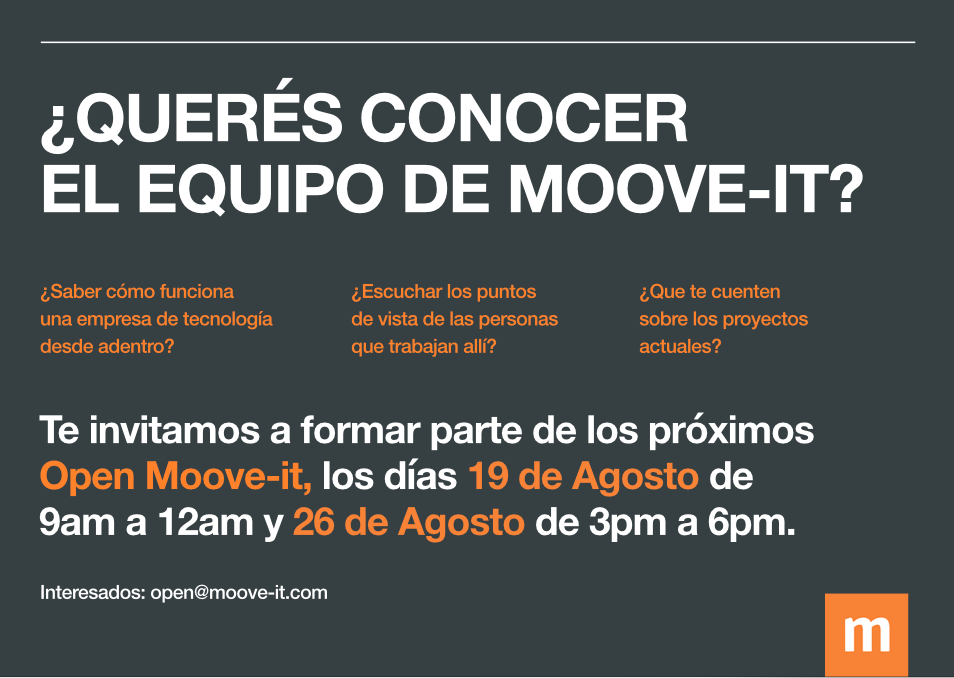 ¿QUERÉS CONOCER
EL EQUIPO DE MOOVE-IT?
¿Saber cómo funciona
una empresa de tecnología
desde adentro?
¿Escuchar los puntos
de vista de las personas
que trabajan allí?
¿Que te cuenten
sobre los proyectos
actuales?
Te invitamos a formar parte de los próximos
Open Moove-it, los días 19 de Agosto de
9am a 12am y 26 de Agosto de 3pm a 6pm.
Interesados: open@moove-it.com
m